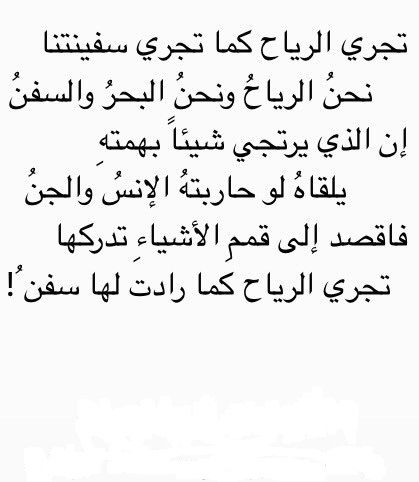 تجري الرياح كما تجري سفينتنا
نحنُ الرياحُ ونحنُ البحرُ والسفنُ
إن الذي يرتجي شيئاً بهمتهِ
يلقاهُ لو حاربتهُ الإنسُ والجنُ
فاقصد إلى قممِ الأشياءِ تدركها
تجري الرياح كما رادت لها سفن ُ!